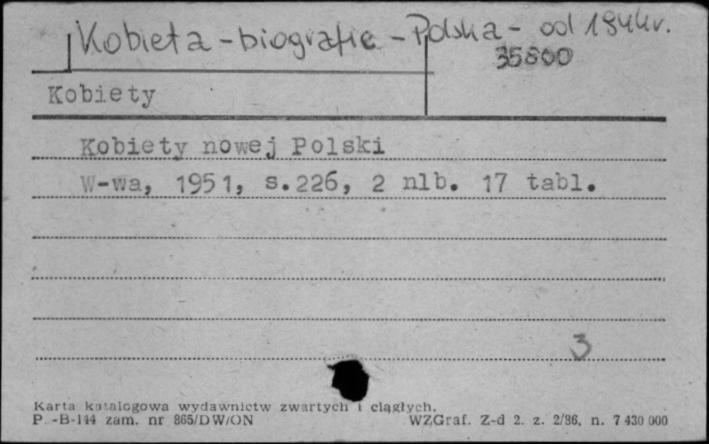 Kobieta - biografie - Polska - od 1944r.
35800
Kobiety
Kobiety nowej Polski
W-wa, 1951, s.226, 2 nlb. 17 tabl.
3
Karta katalogowa wydawnictw zwartych i ciągłych.
P..-B-144 zam. nr 865/DW/ON WZGraf. Z-d 2. z. 2/86. n. 7 430 000